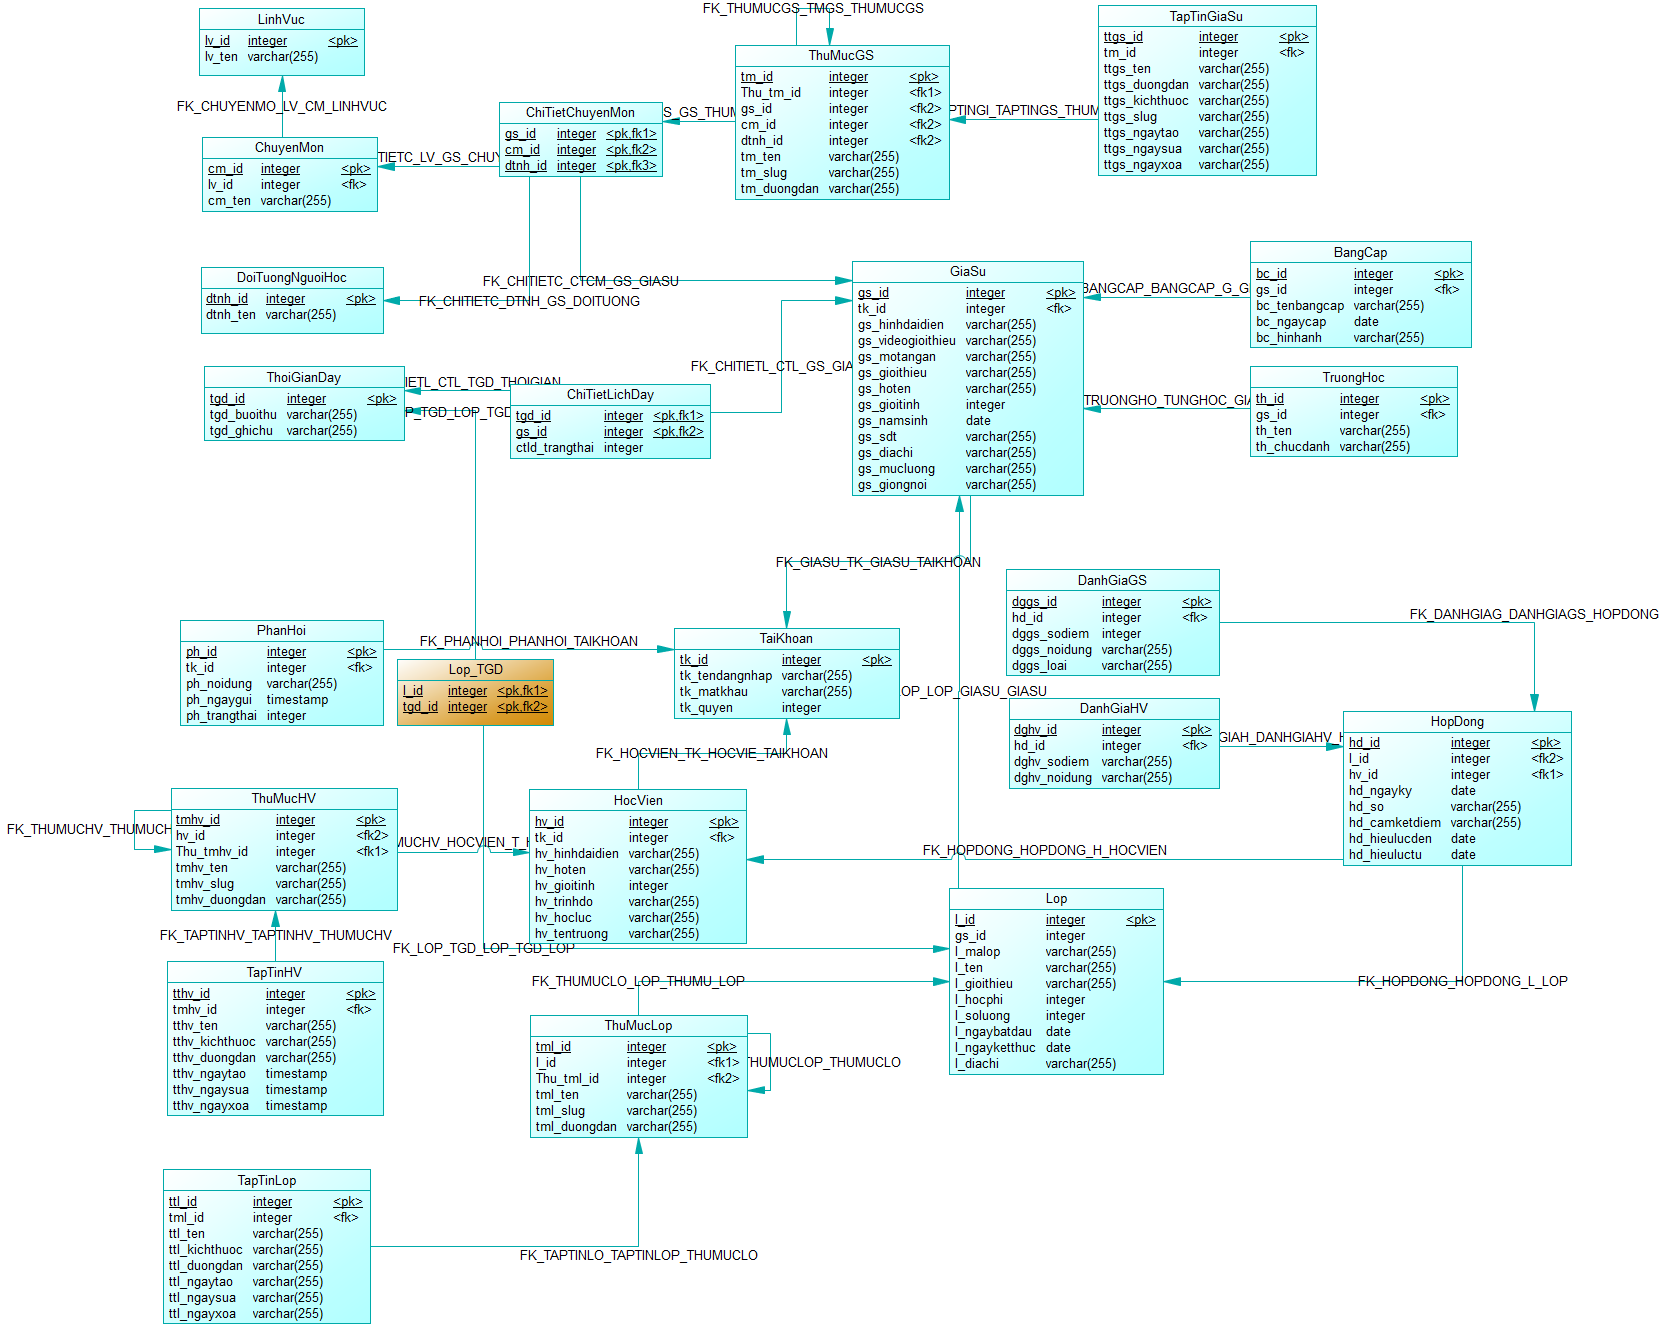 FK_THUMUCGS_TMGS_THUMUCGS
LinhVuc
lv_id integer <pk>
lv_ten varchar(255)
FK_CHUYENMO_LV_CM_LINHVUC
ChuyenMon
cm_id integer <pk>
lv_id integer <fk>
cm_ten varchar(255)
TIETC_LV_GS_CHUY
ChiTietChuyenMon
gs_id integer <pk,fk1>
cm_id integer <pk,fk2>
dtnh_id integer <pk,fk3>
S_GS_THUM
ThuMucGS
tm_id integer <pk>
Thu_tm_id integer <fk1>
gs_id integer <fk2>
cm_id integer <fk2>
dtnh_id integer <fk2>
tm_ten varchar(255)
tm_slug varchar(255)
tm_duongdan varchar(255)
PTINGI_TAPTINGS_THUM
TapTinGiaSu
ttgs_id integer <pk>
tm_id integer <fk>
ttgs_ten varchar(255)
ttgs_duongdan varchar(255)
ttgs_kichthuoc varchar(255)
ttgs_slug varchar(255)
ttgs_ngaytao varchar(255)
ttgs_ngaysua varchar(255)
ttgs_ngayxoa varchar(255)
DoiTuongNguoiHoc
dtnh_id integer <pk>
dtnh_ten varchar(255)
FK_CHITIETC_CTCM_GS_GIASU
FK_CHITIETC_DTNH_GS_DOITUONG
GiaSu
gs_id integer <pk>
tk_id integer <fk>
gs_hinhdaidien varchar(255)
gs_videogioithieu varchar(255)
gs_motangan varchar(255)
gs_gioithieu varchar(255)
gs_hoten varchar(255)
gs_gioitinh integer
gs_namsinh date
gs_sdt varchar(255)
gs_diachi varchar(255)
gs_mucluong varchar(255)
gs_giongnoi varchar(255)
BANGCAP_BANGCAP_G_G
BangCap
bc_id integer <pk>
gs_id integer <fk>
bc_tenbangcap varchar(255)
bc_ngaycap date
bc_hinhanh varchar(255)
TRUONGHO_TUNGHOC_GIA
TruongHoc
th_id integer <pk>
gs_id integer <fk>
th_ten varchar(255)
th_chucdanh varchar(255)
ThoiGianDay
tgd_id integer <pk>
tgd_buoithu varchar(255)
tgd_ghichu varchar(255)
IETL_CTL_TGD_THOIGIAN
P_TGD_LOP_TGD
FK_CHITIETL_CTL_GS_GIA
ChiTietLichDay
tgd_id integer <pk,fk1>
gs_id integer <pk,fk2>
ctld_trangthai integer
FK_GIASU_TK_GIASU_TAIKHOAN
DanhGiaGS
dggs_id integer <pk>
hd_id integer <fk>
dggs_sodiem integer
dggs_noidung varchar(255)
dggs_loai varchar(255)
FK_DANHGIAG_DANHGIAGS_HOPDONG
PhanHoi
ph_id integer <pk>
tk_id integer <fk>
ph_noidung varchar(255)
ph_ngaygui timestamp
ph_trangthai integer
FK_PHANHOI_PHANHOI_TAIKHOAN
Lop_TGD
l_id integer <pk,fk1>
tgd_id integer <pk,fk2>
TaiKhoan
tk_id integer <pk>
tk_tendangnhap varchar(255)
tk_matkhau varchar(255)
tk_quyen integer
OP_LOP_GIASU_GIASU
DanhGiaHV
dghv_id integer <pk>
hd_id integer <fk>
dghv_sodiem varchar(255)
dghv_noidung varchar(255)
GIAH_DANHGIAHV_H
HopDong
hd_id integer <pk>
l_id integer <fk2>
hv_id integer <fk1>
hd_ngayky date
hd_so varchar(255)
hd_camketdiem varchar(255)
hd_hieulucden date
hd_hieuluctu date
FK_HOCVIEN_TK_HOCVIE_TAIKHOAN
ThuMucHV
tmhv_id integer <pk>
hv_id integer <fk2>
Thu_tmhv_id integer <fk1>
tmhv_ten varchar(255)
tmhv_slug varchar(255)
tmhv_duongdan varchar(255)
FK_THUMUCHV_THUMUCH
MUCHV_HOCVIEN_T_H
HocVien
hv_id integer <pk>
tk_id integer <fk>
hv_hinhdaidien varchar(255)
hv_hoten varchar(255)
hv_gioitinh integer
hv_trinhdo varchar(255)
hv_hocluc varchar(255)
hv_tentruong varchar(255)
FK_HOPDONG_HOPDONG_H_HOCVIEN
FK_TAPTINHV_TAPTINHV_THUMUCHV
FK_LOP_TGD_LOP_TGD_LOP
Lop
l_id integer <pk>
gs_id integer
l_malop varchar(255)
l_ten varchar(255)
l_gioithieu varchar(255)
l_hocphi integer
l_soluong integer
l_ngaybatdau date
l_ngayketthuc date
l_diachi varchar(255)
FK_HOPDONG_HOPDONG_L_LOP
TapTinHV
tthv_id integer <pk>
tmhv_id integer <fk>
tthv_ten varchar(255)
tthv_kichthuoc varchar(255)
tthv_duongdan varchar(255)
tthv_ngaytao timestamp
tthv_ngaysua timestamp
tthv_ngayxoa timestamp
FK_THUMUCLO_LOP_THUMU_LOP
ThuMucLop
tml_id integer <pk>
l_id integer <fk1>
Thu_tml_id integer <fk2>
tml_ten varchar(255)
tml_slug varchar(255)
tml_duongdan varchar(255)
THUMUCLOP_THUMUCLO
TapTinLop
ttl_id integer <pk>
tml_id integer <fk>
ttl_ten varchar(255)
ttl_kichthuoc varchar(255)
ttl_duongdan varchar(255)
ttl_ngaytao varchar(255)
ttl_ngaysua varchar(255)
ttl_ngayxoa varchar(255)
FK_TAPTINLO_TAPTINLOP_THUMUCLO